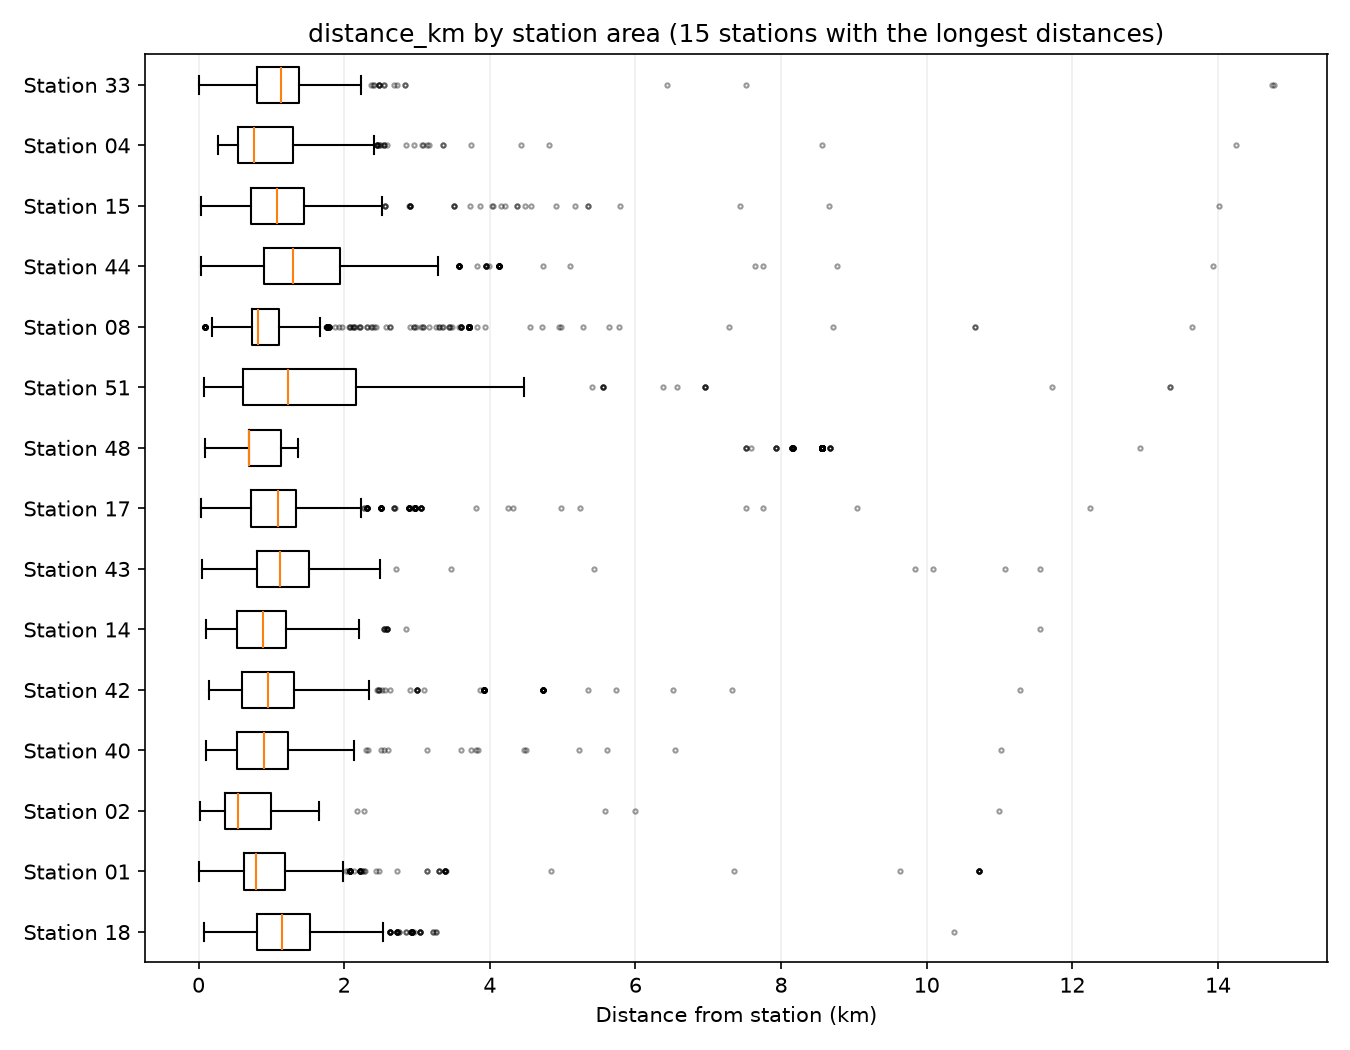 distance_km by station area (15 stations with the longest distances)
Station 33
Station 04
Station 15
Station 44
Station 08
Station 51
Station 48
Station 17
Station 43
Station 14
Station 42
Station 40
Station 02
Station 01
Station 18
0 2 4 6 8 10 12 14
Distance from station (km)